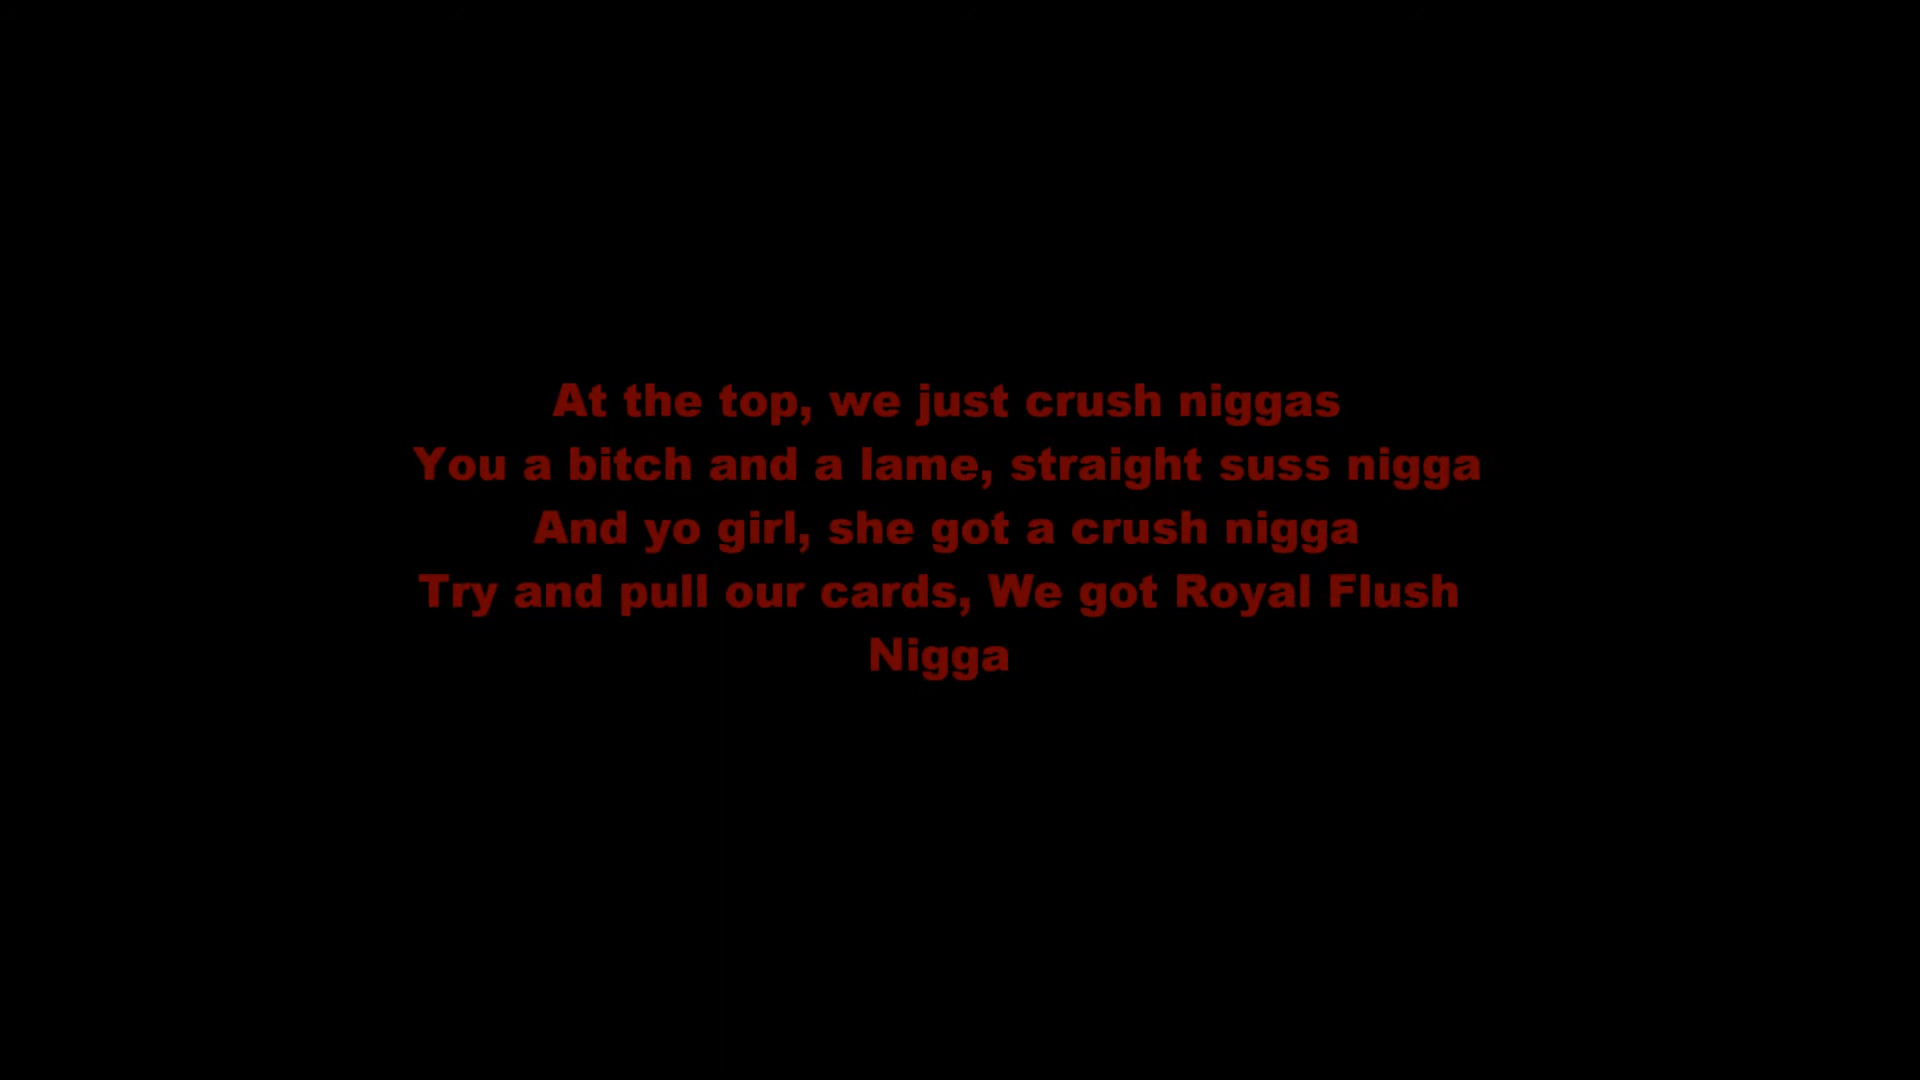 At the top, we just crush niggas
You a bitch and a lame, straight suss nigga
And yo girl, she got a crush nigga
Try and pull our cards, We got Royal Flush
Nigga